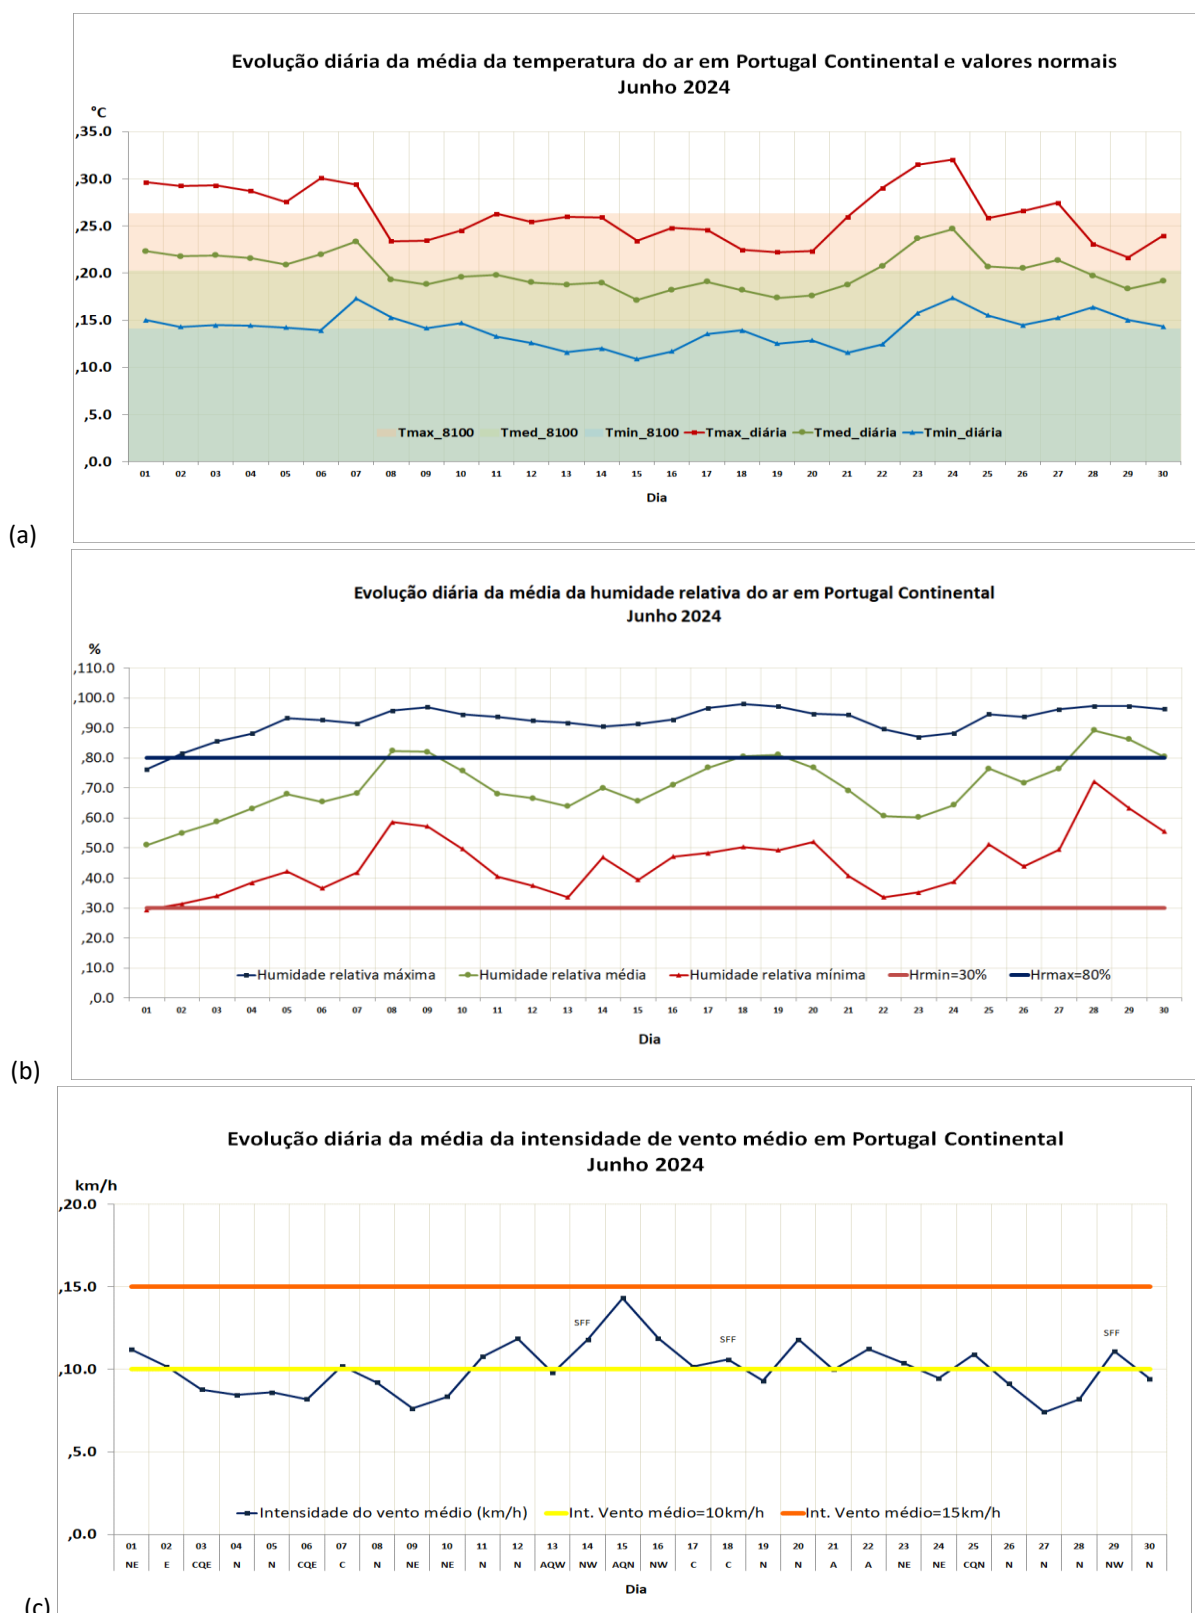 Evolução diária da média da temperatura do ar em Portugal Continental e valores normais
Junho 2024
°C
,35.0
,30.0
,25.0
,20.0
,15.0
,10.0
,5.0
,0.0
Tmax_8100 Tmed_8100 Tmin_8100 Tmax_diária Tmed_diária Tmin_diária
01 02 03 04 05 06 07 08 09 10 11 12 13 14 15 16 17 18 19 20 21 22 23 24 25 26 27 28 29 30
Dia
(a)
Evolução diária da média da humidade relativa do ar em Portugal Continental
Junho 2024
%
,110.0
,100.0
,90.0
,80.0
,70.0
,60.0
,50.0
,40.0
,30.0
,20.0
,10.0
,0.0
Humidade relativa máxima Humidade relativa média Humidade relativa mínima Hrmin=30% Hrmax=80%
01 02 03 04 05 06 07 08 09 10 11 12 13 14 15 16 17 18 19 20 21 22 23 24 25 26 27 28 29 30
Dia
(b)
Evolução diária da média da intensidade de vento médio em Portugal Continental
Junho 2024
km/h
,20.0
,15.0
,10.0
,5.0
,0.0
SFF
SFF
SFF
Intensidade do vento médio (km/h) Int. Vento médio=10km/h Int. Vento médio=15km/h
01 02 03 04 05 06 07 08 09 10 11 12 13 14 15 16 17 18 19 20 21 22 23 24 25 26 27 28 29 30
NE E CQE N N CQE C N NE NE N N AQW NW AQN NW C C N N A A NE NE CQN N N N NW N
Dia
(c)